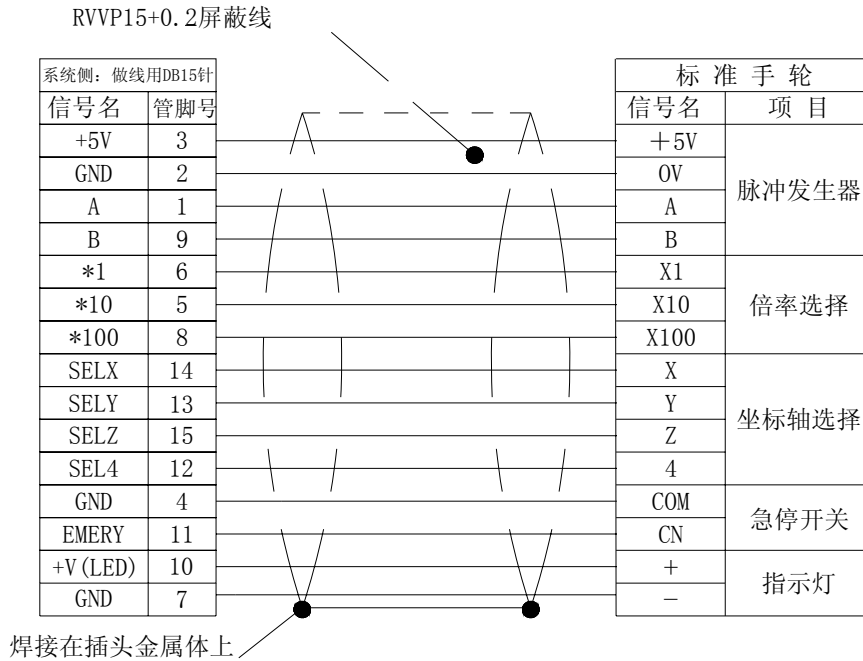 RVVP15+0.2屏蔽线
系统侧：做线用DB15针 标准手轮
信号名 管脚号 信号名 项目
+5V 3 +5V 脉冲发生器
GND 2 0V
A 1 A
B 9 B
*1 6 X1 倍率选择
*10 5 X10
*100 8 X100
SELX 14 X 坐标轴选择
SELY 13 Y
SELZ 15 Z
SEL4 12 4
GND 4 COM 急停开关
EMERY 11 CN
+V(LED) 10 + 指示灯
GND 7 −
焊接在插头金属体上